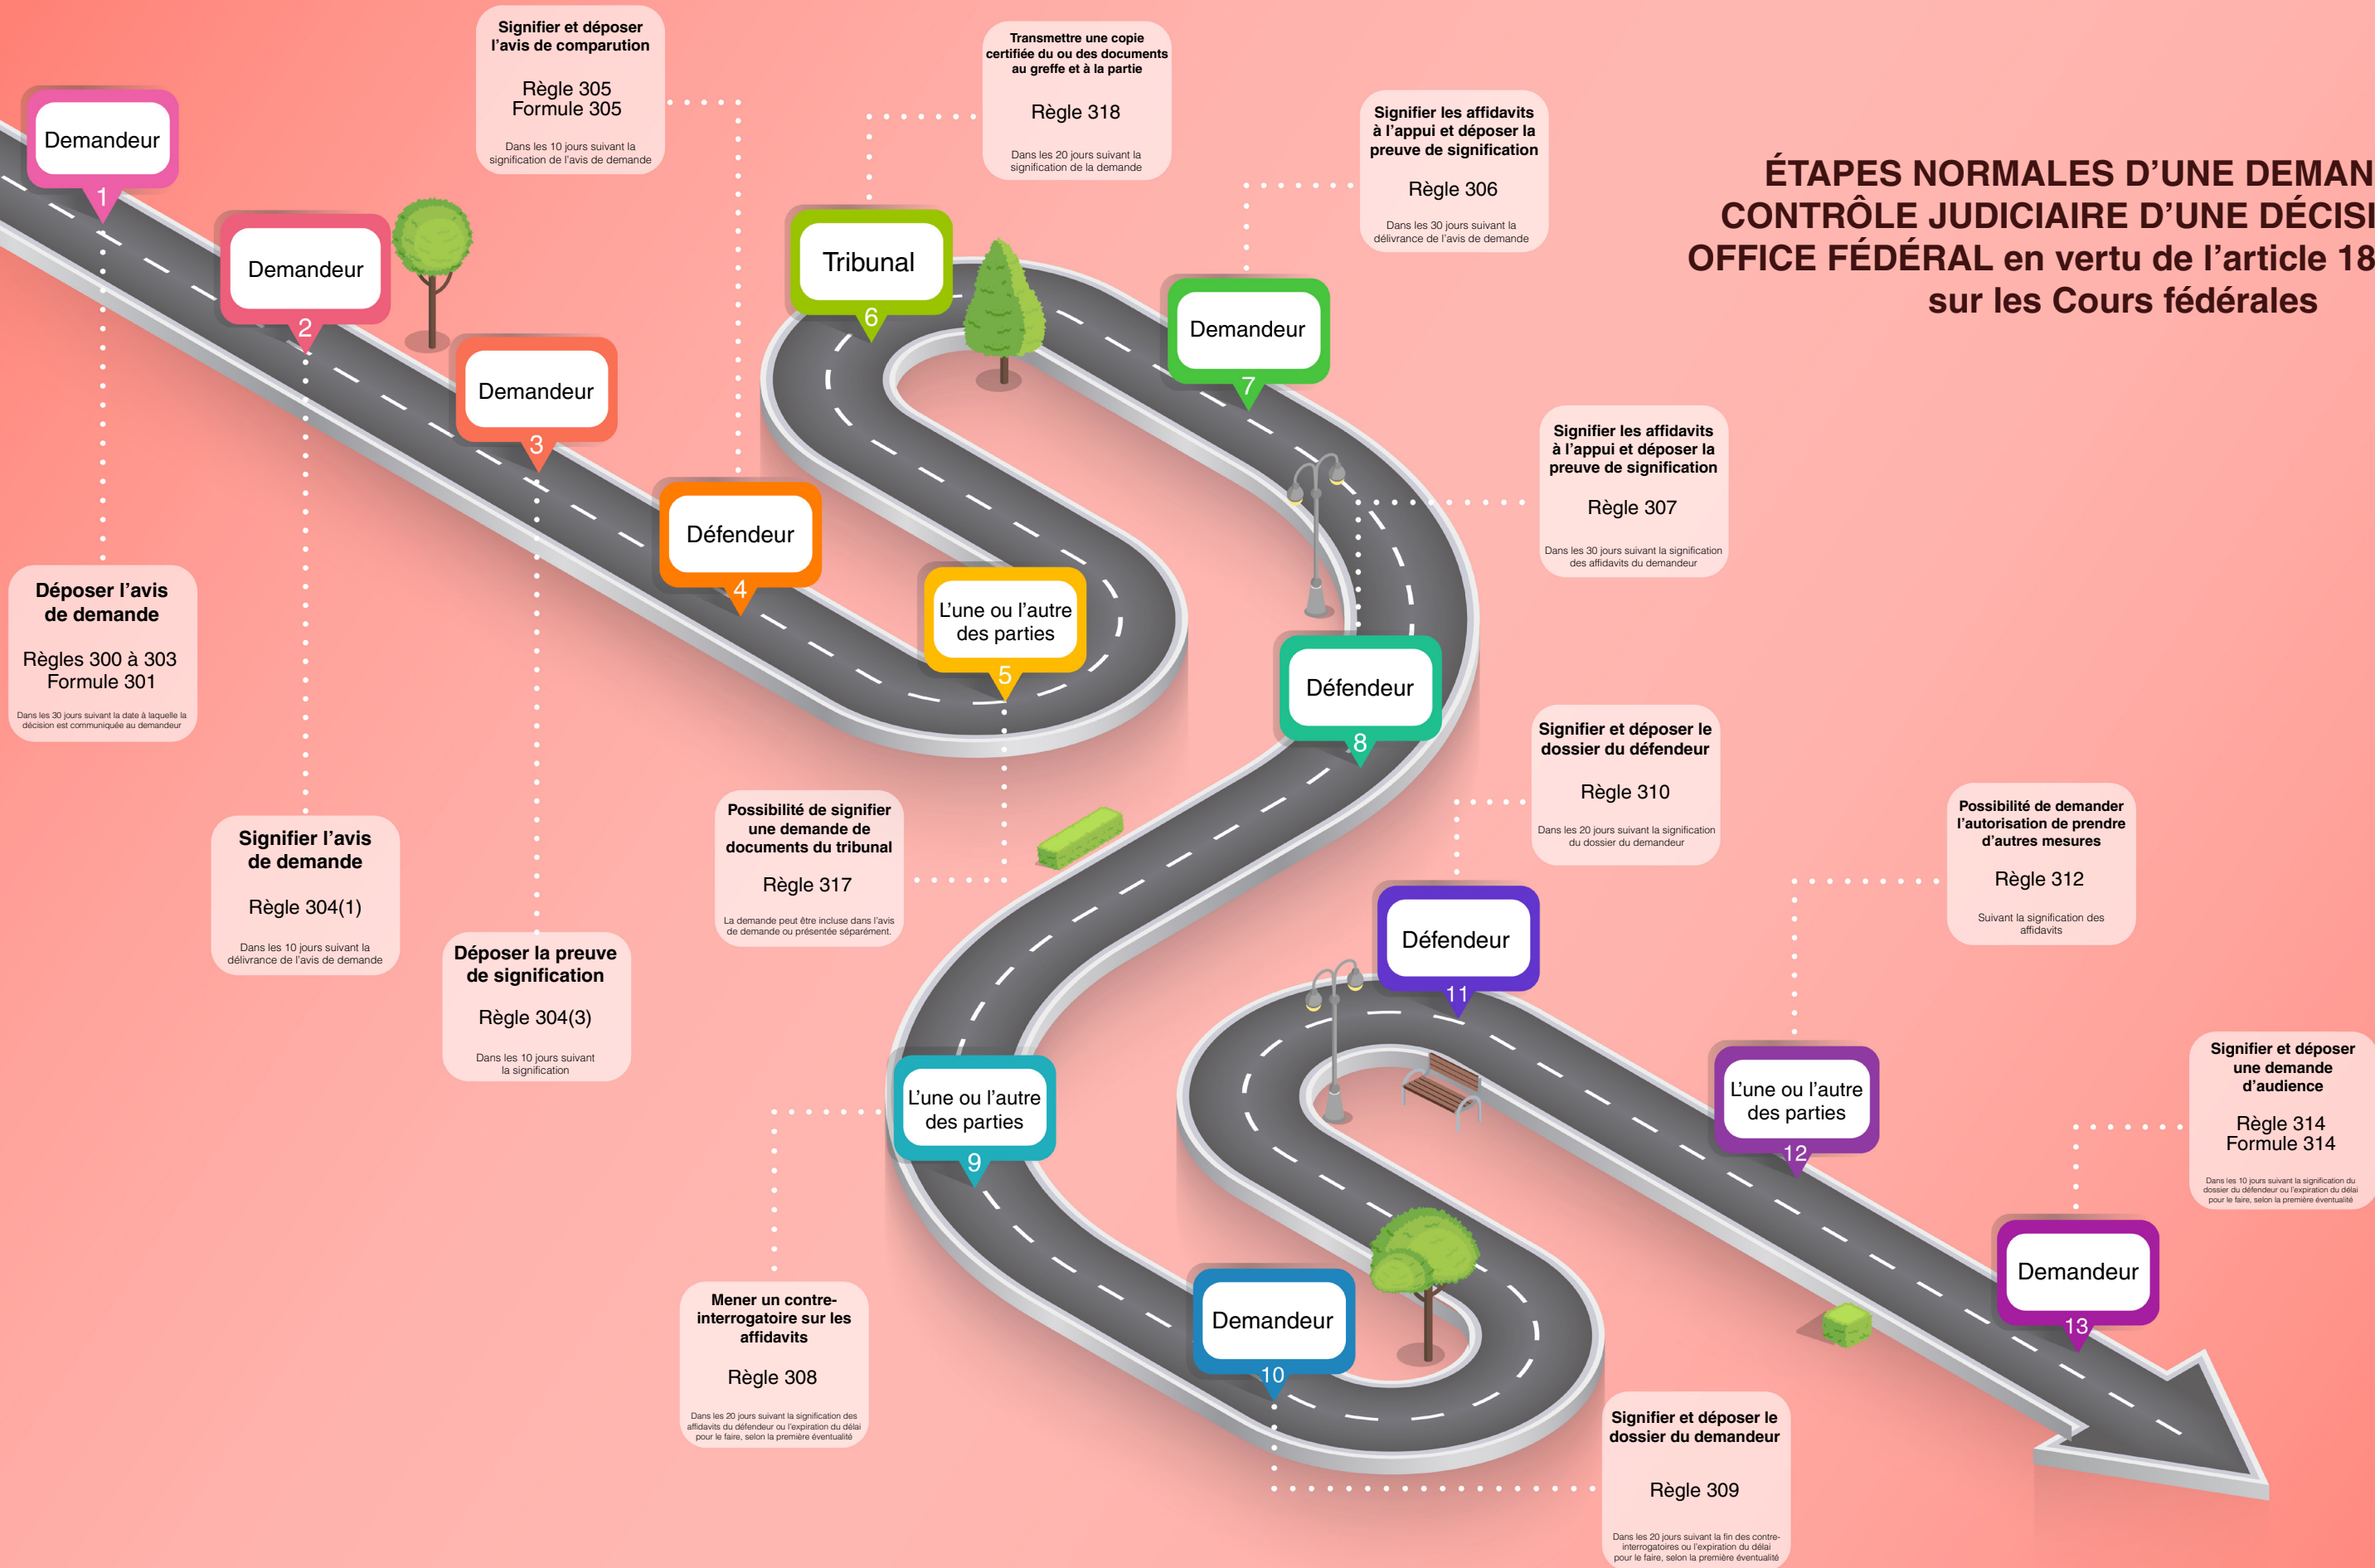 ÉTAPES NORMALES D'UNE DEMAN
CONTRÔLE JUDICIAIRE D'UNE DÉCISI
OFFICE FÉDÉRAL en vertu de l'article 18
sur les Cours fédérales
Demandeur
1
Déposer l'avis
de demande
Règles 300 à 303
Formule 301
Dans les 30 jours suivant la date à laquelle la
décision est communiquée au demandeur
Demandeur
2
Signifier l'avis
de demande
Règle 304(1)
Dans les 10 jours suivant la
délivrance de l'avis de demande
Demandeur
3
Déposer la preuve
de signification
Règle 304(3)
Dans les 10 jours suivant
la signification
Défendeur
4
Signifier et déposer
l'avis de comparution
Règle 305
Formule 305
Dans les 10 jours suivant la
signification de l'avis de demande
L'une ou l'autre
des parties
5
Possibilité de signifier
une demande de
documents du tribunal
Règle 317
La demande peut être incluse dans l'avis
de demande ou présentée séparément.
Tribunal
6
Transmettre une copie
certifiée du ou des documents
au greffe et à la partie
Règle 318
Dans les 20 jours suivant la
signification de la demande
Demandeur
7
Signifier les affidavits
à l'appui et déposer la
preuve de signification
Règle 306
Dans les 30 jours suivant la
délivrance de l'avis de demande
Défendeur
8
Signifier les affidavits
à l'appui et déposer la
preuve de signification
Règle 307
Dans les 30 jours suivant la signification
des affidavits du demandeur
L'une ou l'autre
des parties
9
Mener un contre-
interrogatoire sur les
affidavits
Règle 308
Dans les 20 jours suivant la signification des
affidavits du défendeur ou l'expiration du délai
pour le faire, selon la première éventualité
Demandeur
10
Signifier et déposer le
dossier du demandeur
Règle 309
Dans les 20 jours suivant la fin des contre-
interrogatoires ou l'expiration du délai
pour le faire, selon la première éventualité
Défendeur
11
Signifier et déposer le
dossier du défendeur
Règle 310
Dans les 20 jours suivant la signification
du dossier du demandeur
L'une ou l'autre
des parties
12
Possibilité de demander
l'autorisation de prendre
d'autres mesures
Règle 312
Suivant la signification des
affidavits
Demandeur
13
Signifier et déposer
une demande
d'audience
Règle 314
Formule 314
Dans les 10 jours suivant la signification du
dossier du défendeur ou l'expiration du délai
pour le faire, selon la première éventualité